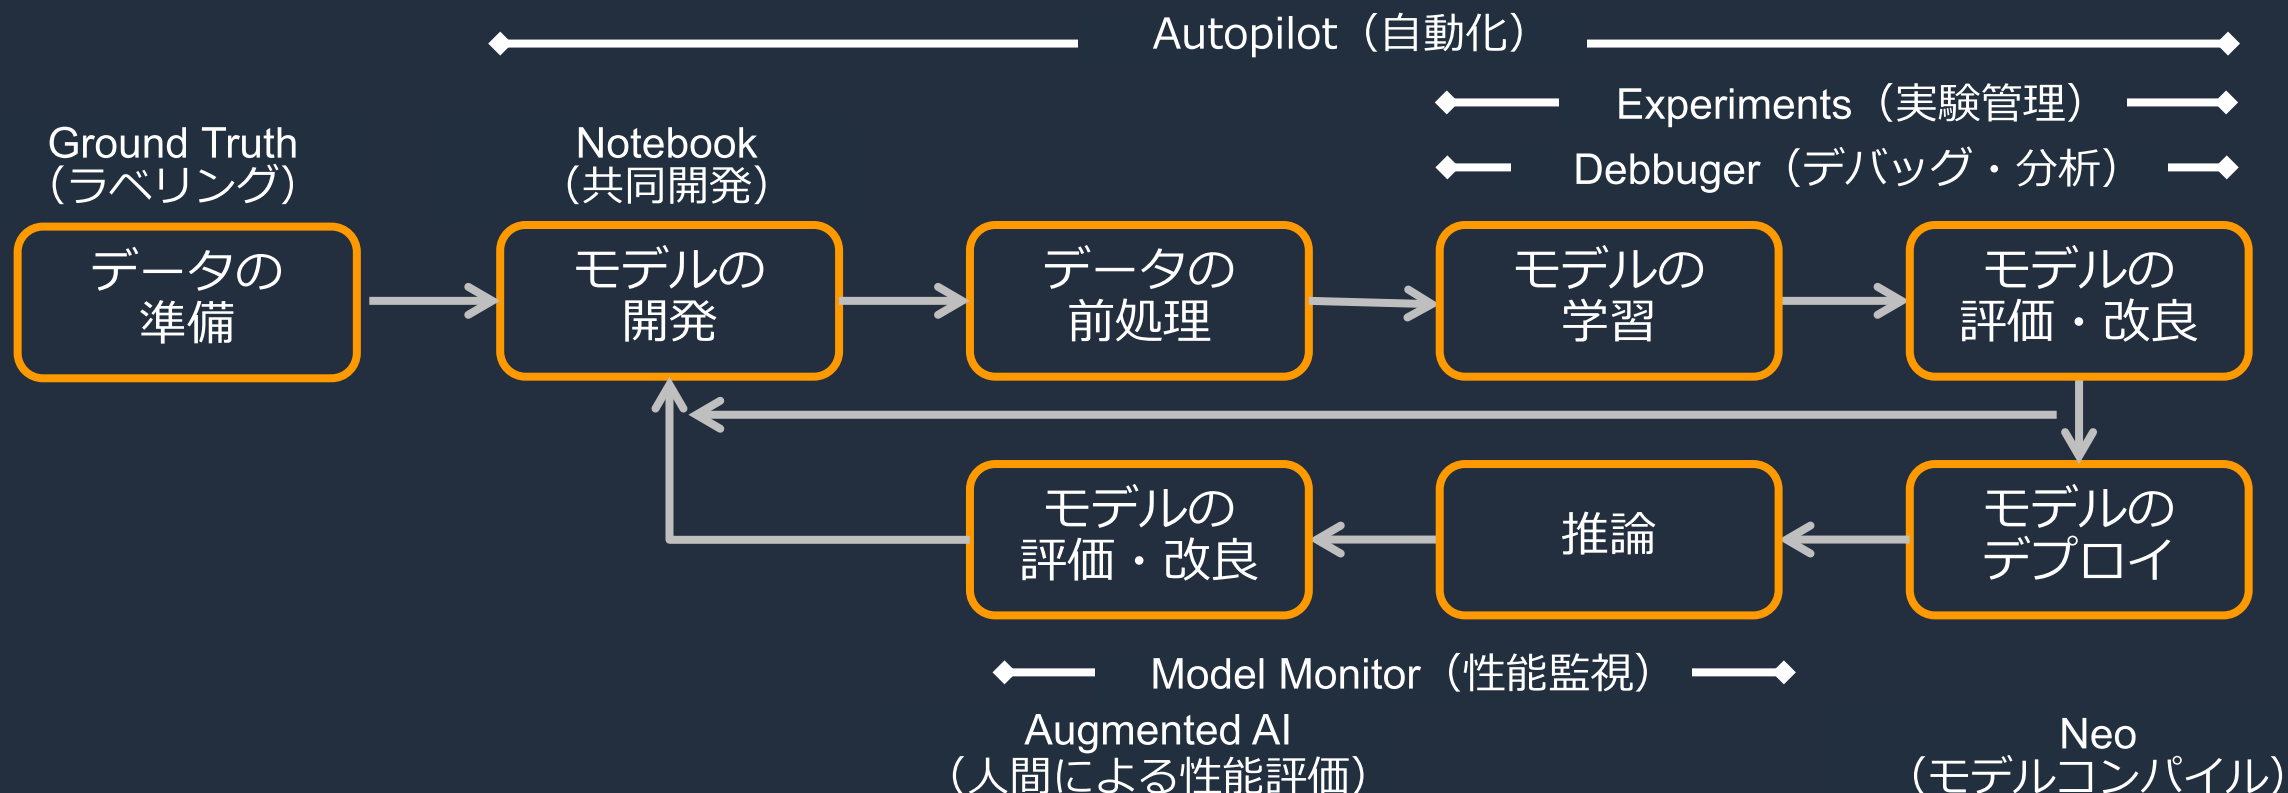 Autopilot（自動化）
Experiments（実験管理）
Debbuger（デバッグ・分析）
Ground Truth
（ラベリング）
Notebook
（共同開発）
データの
準備
モデルの
開発
データの
前処理
モデルの
学習
モデルの
評価・改良
モデルの
評価・改良
推論
モデルの
デプロイ
Model Monitor（性能監視）
Augmented AI
（人間による性能評価）
Neo
（モデルコンパイル）